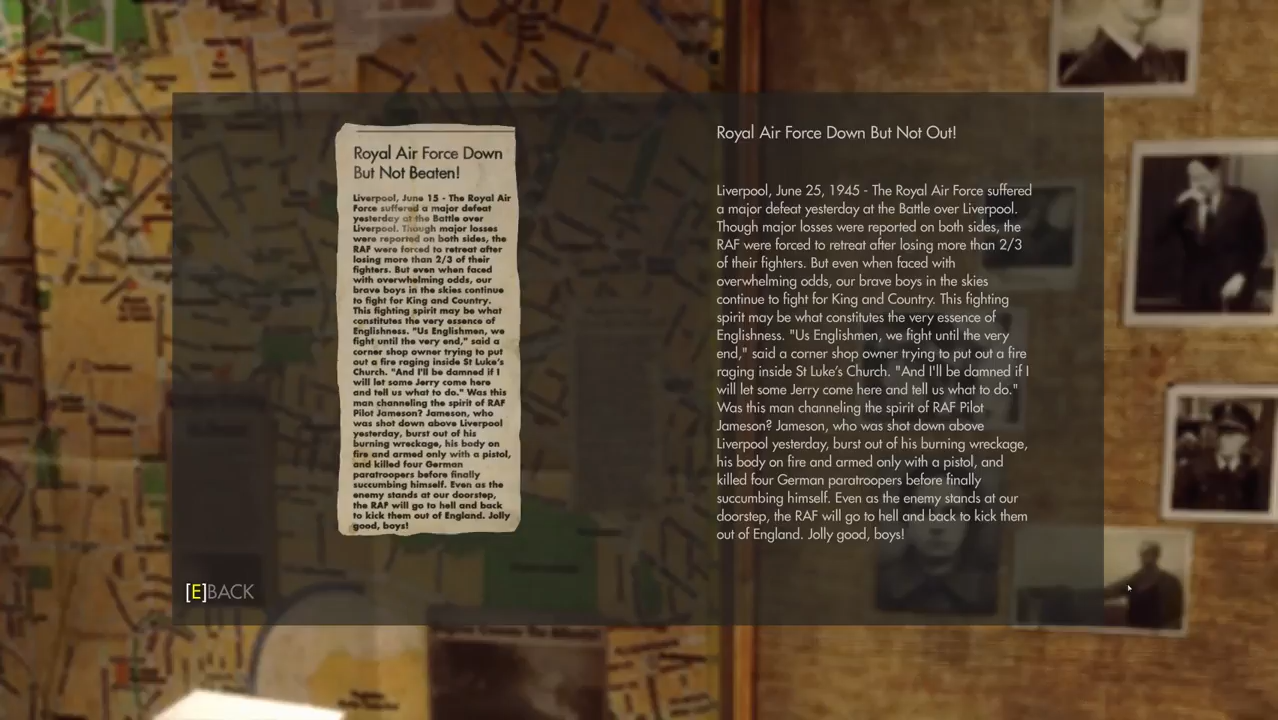 Royal Air Force Down
But Not Beaten!
Liverpool, June 15 - The Royal Air
Force suffered a major defeat
yesterday at the Battle over
Liverpool. Though major losses
were reported on both sides, the
RAF were forced to retreat after
losing more than 2/3 of their
fighters. But even when faced
with overwhelming odds, our
brave boys in the skies continue
to fight for King and Country.
This fighting spirit may be what
constitutes the very essence of
Englishness. "Us Englishmen, we
fight until the very end," said a
corner shop owner trying to put
out a fire raging inside St Luke's
Church. "And I'll be damned if I
will let some Jerry come here
and tell us what to do." Was this
man channeling the spirit of RAF
Pilot Jameson? Jameson, who
was shot down above Liverpool
yesterday, burst out of his
burning wreckage, his body on
fire and armed only with a pistol,
and killed four German
paratroopers before finally
succumbing himself. Even as the
enemy stands at our doorstep,
the RAF will go to hell and back
to kick them out of England. Jolly
good, boys!
Royal Air Force Down But Not Out!
Liverpool, June 25, 1945 - The Royal Air Force suffered
a major defeat yesterday at the Battle over Liverpool.
Though major losses were reported on both sides, the
RAF were forced to retreat after losing more than 2/3
of their fighters. But even when faced with
overwhelming odds, our brave boys in the skies
continue to fight for King and Country. This fighting
spirit may be what constitutes the very essence of
Englishness. "Us Englishmen, we fight until the very
end," said a corner shop owner trying to put out a fire
raging inside St Luke's Church. "And I'll be damned if I
will let some Jerry come here and tell us what to do."
Was this man channeling the spirit of RAF Pilot
Jameson? Jameson, who was shot down above
Liverpool yesterday, burst out of his burning wreckage,
his body on fire and armed only with a pistol, and
killed four German paratroopers before finally
succumbing himself. Even as the enemy stands at our
doorstep, the RAF will go to hell and back to kick them
out of England. Jolly good, boys!
[E]BACK